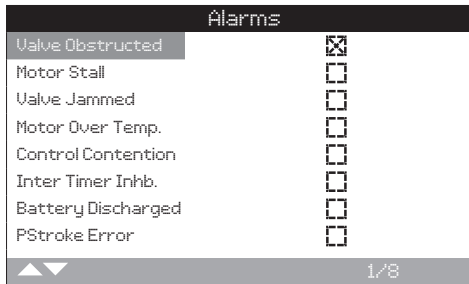 Alarms
Valve Obstructed
Motor Stall
Valve Jammed
Motor Over Temp.
Control Contention
Inter Timer Inhb.
Battery Discharged
PStroke Error
1/8